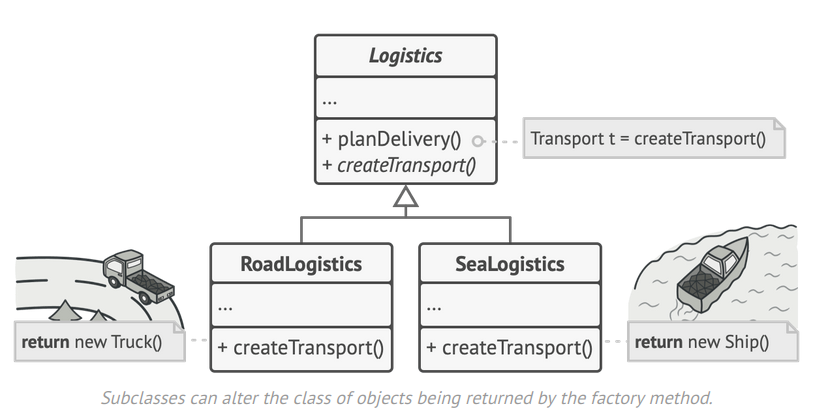 Logistics
...
+ planDelivery()
+ createTransport()
Transport t = createTransport()
RoadLogistics
...
+ createTransport()
SeaLogistics
...
+ createTransport()
return new Truck()
return new Ship()
Subclasses can alter the class of objects being returned by the factory method.